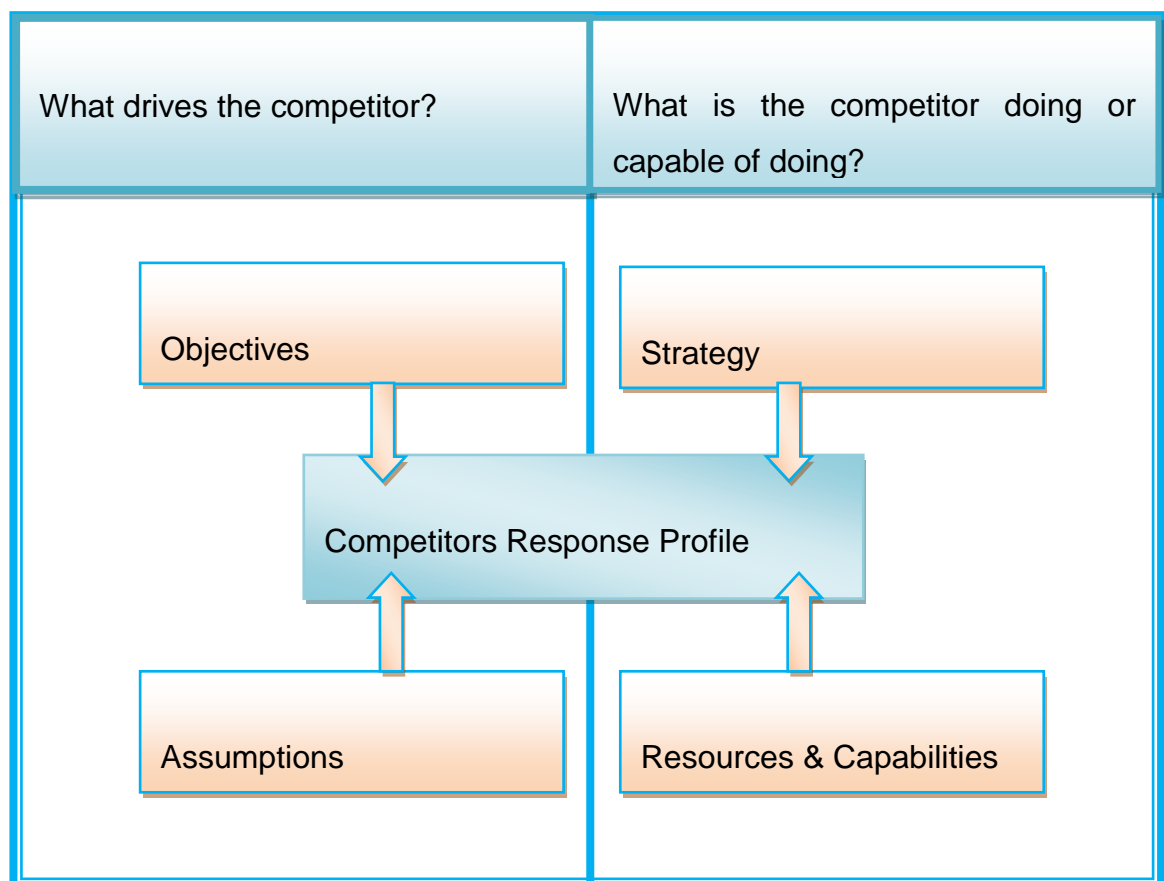 What drives the competitor?
What is the competitor doing or
capable of doing?
Objectives
Strategy
Competitors Response Profile
Assumptions
Resources & Capabilities